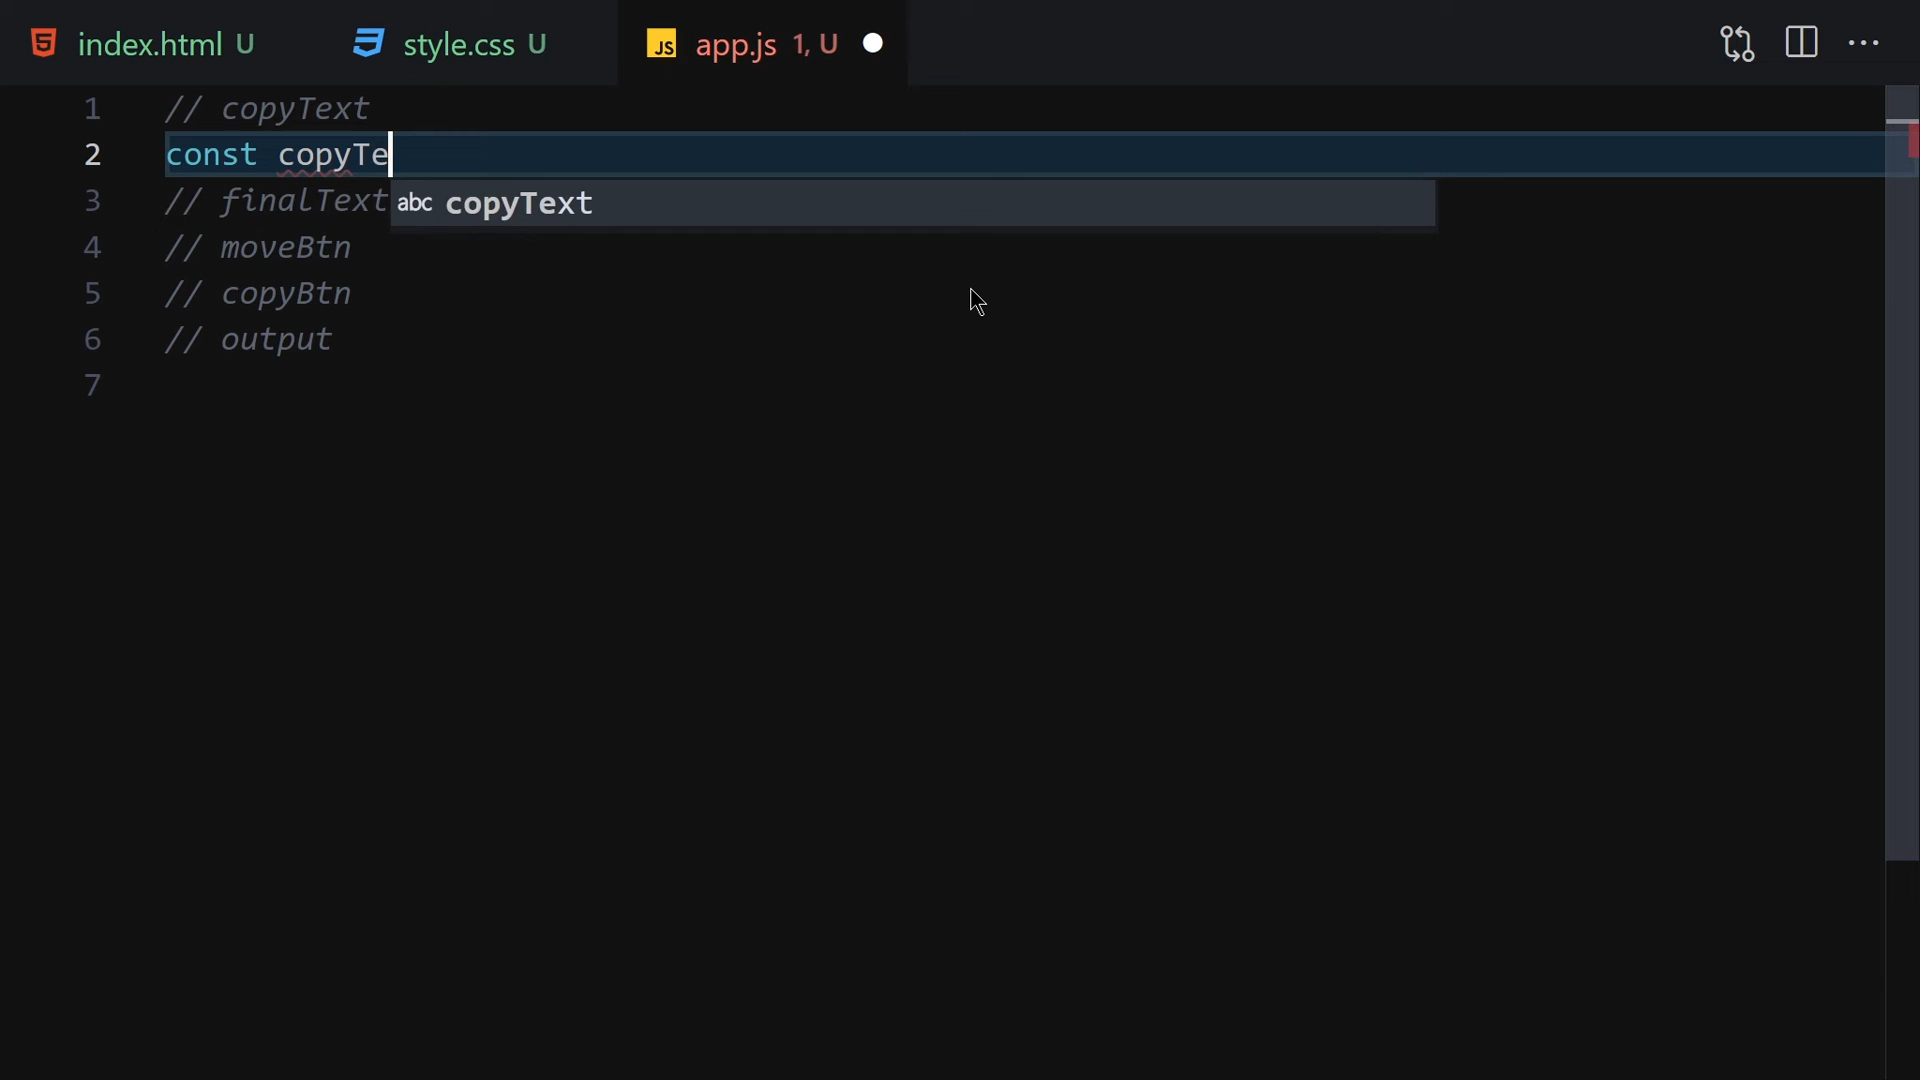 index.html U
style.css U
JS app.js 1, U
1 // copyText
2 const copyTe
abc copyText
3 // finalText
4 // moveBtn
5 // copyBtn
6 // output
7